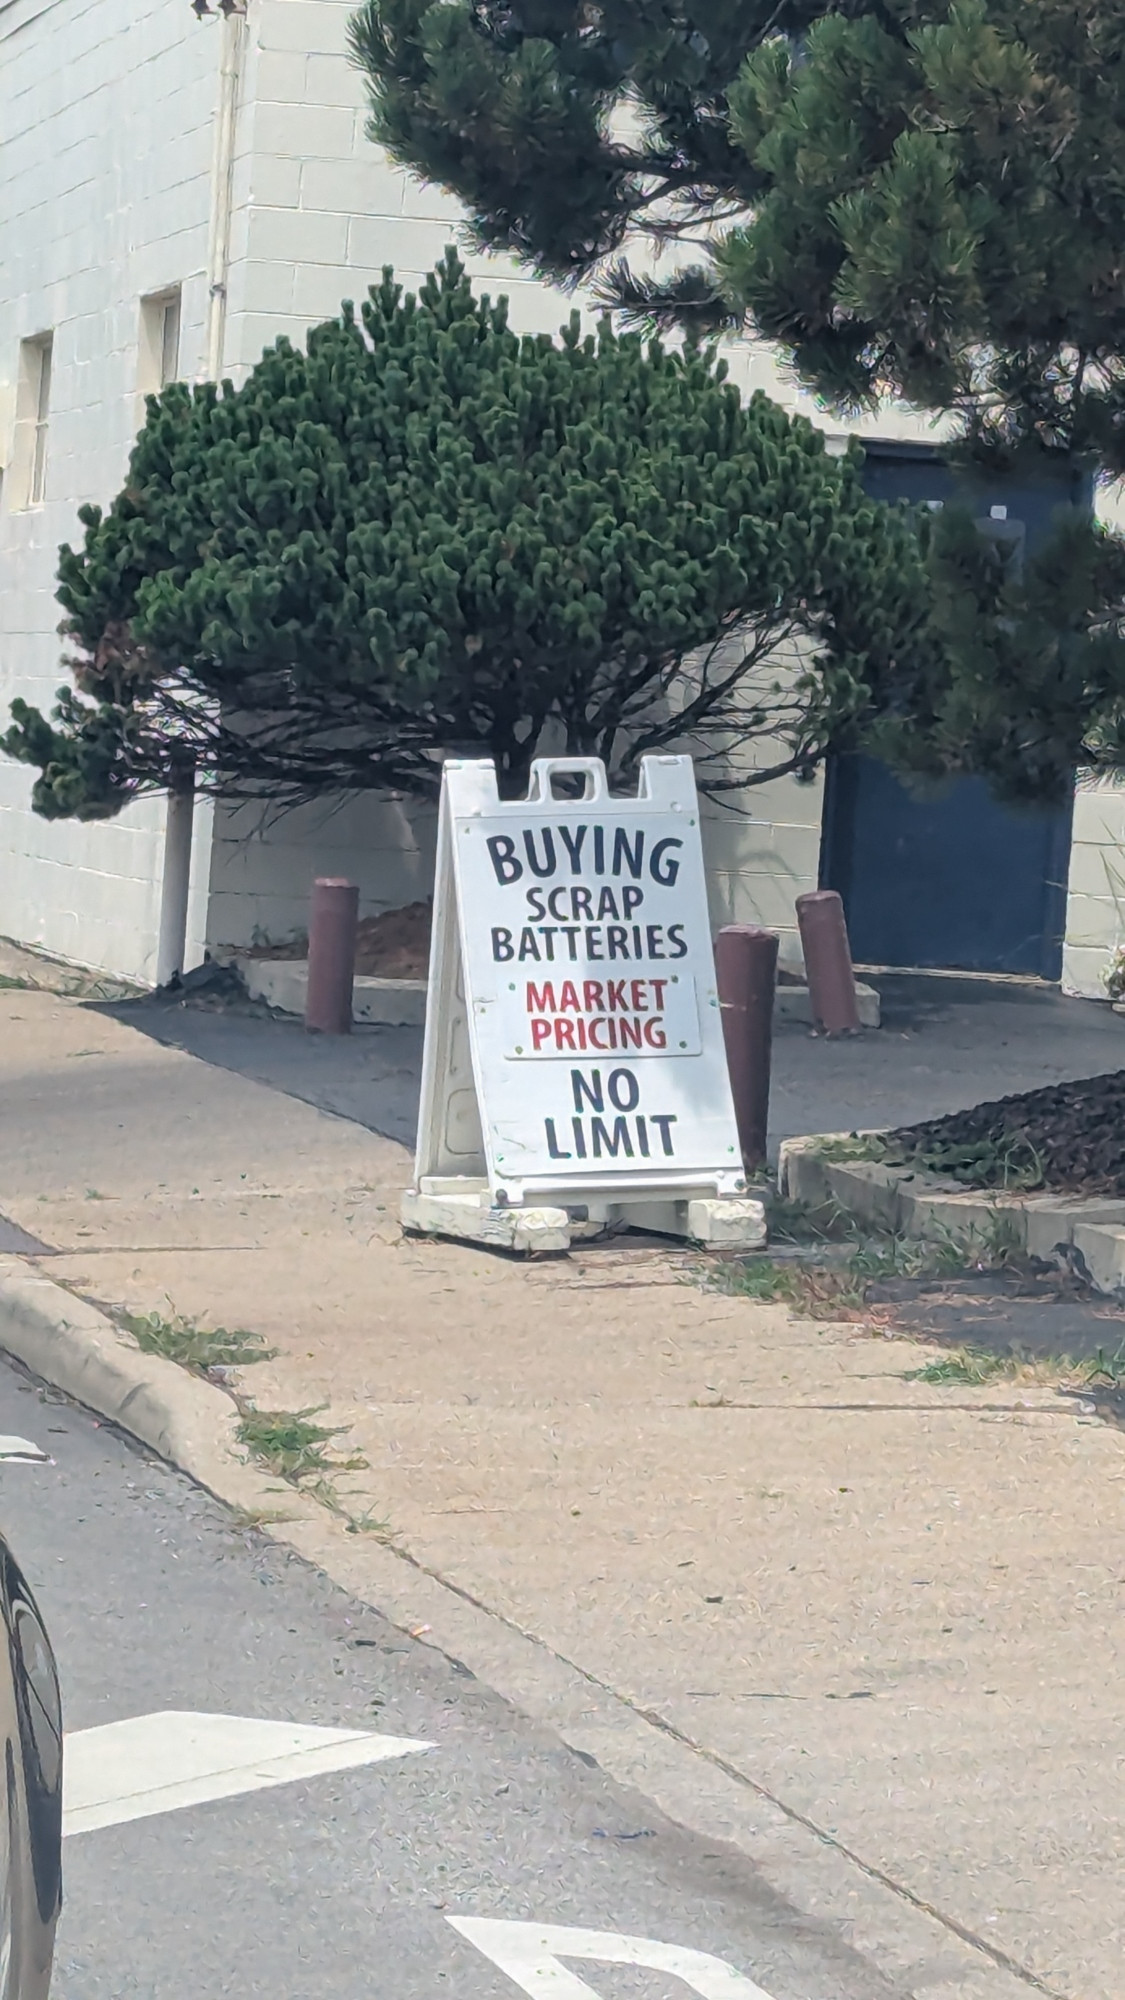 BUYING
SCRAP
BATTERIES
MARKET
PRICING
NO
LIMIT